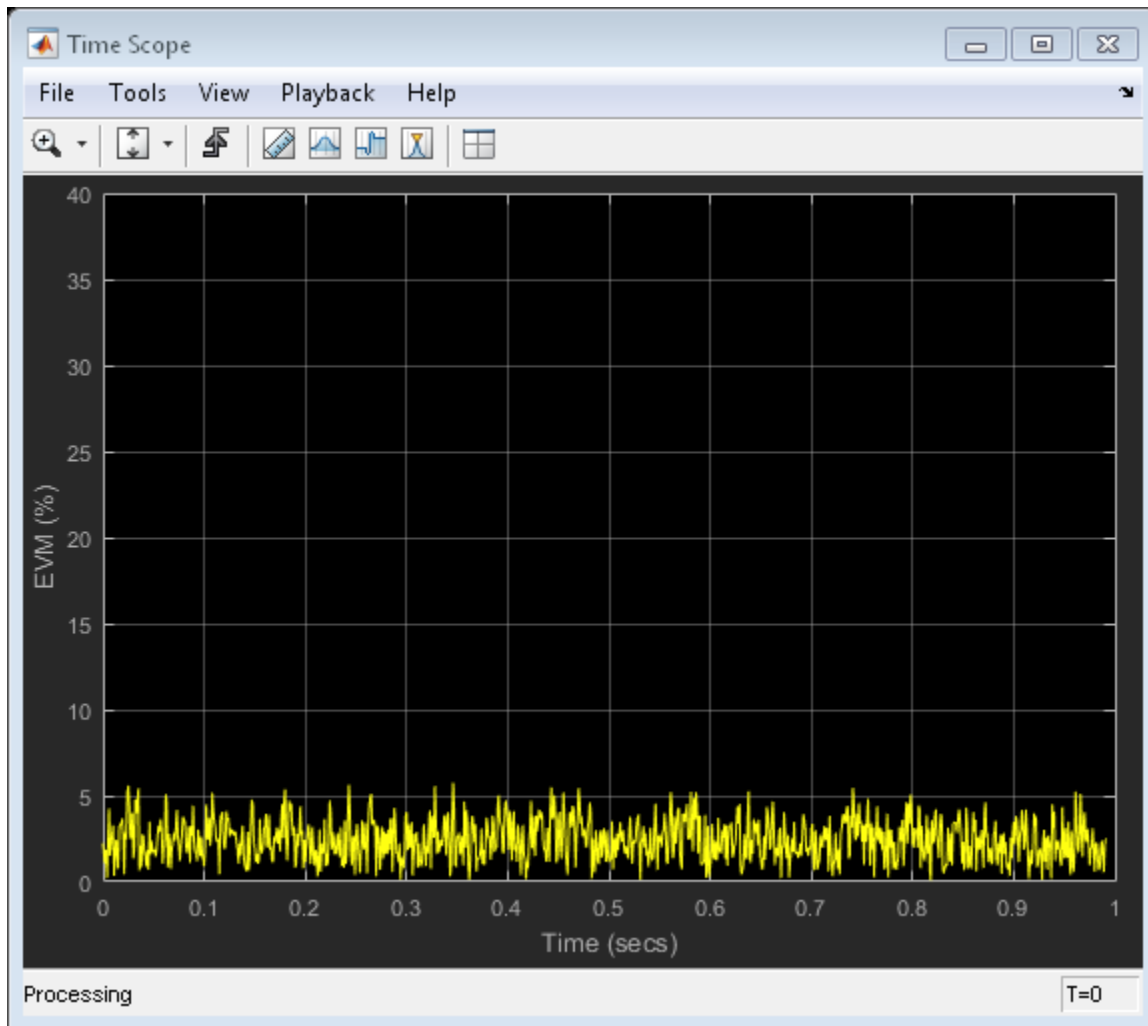 Time Scope
File Tools View Playback Help
40
35
30
25
20
15
10
5
0
EVM (%)
0 0.1 0.2 0.3 0.4 0.5 0.6 0.7 0.8 0.9 1
Time (secs)
Processing T=0